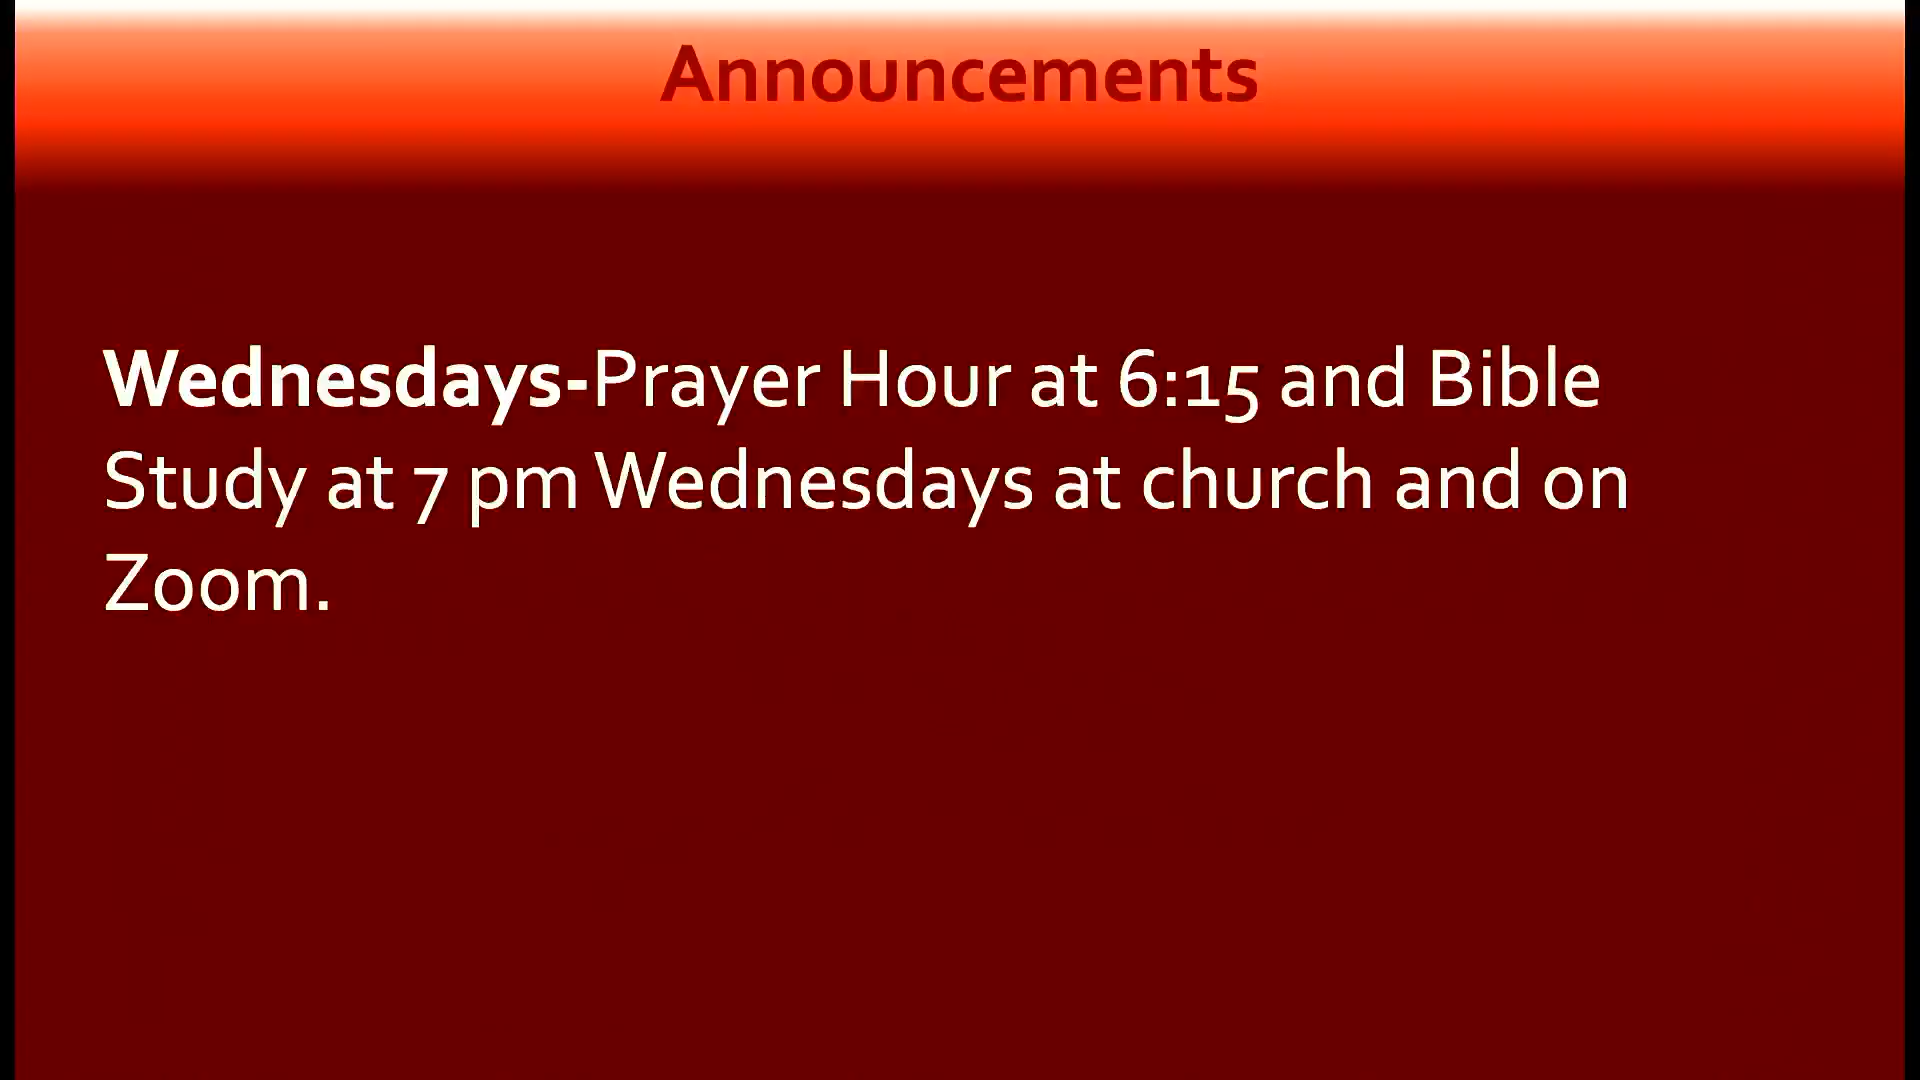 Announcements
Wednesdays-Prayer Hour at 6:15 and Bible
Study at 7 pm Wednesdays at church and on
Zoom.